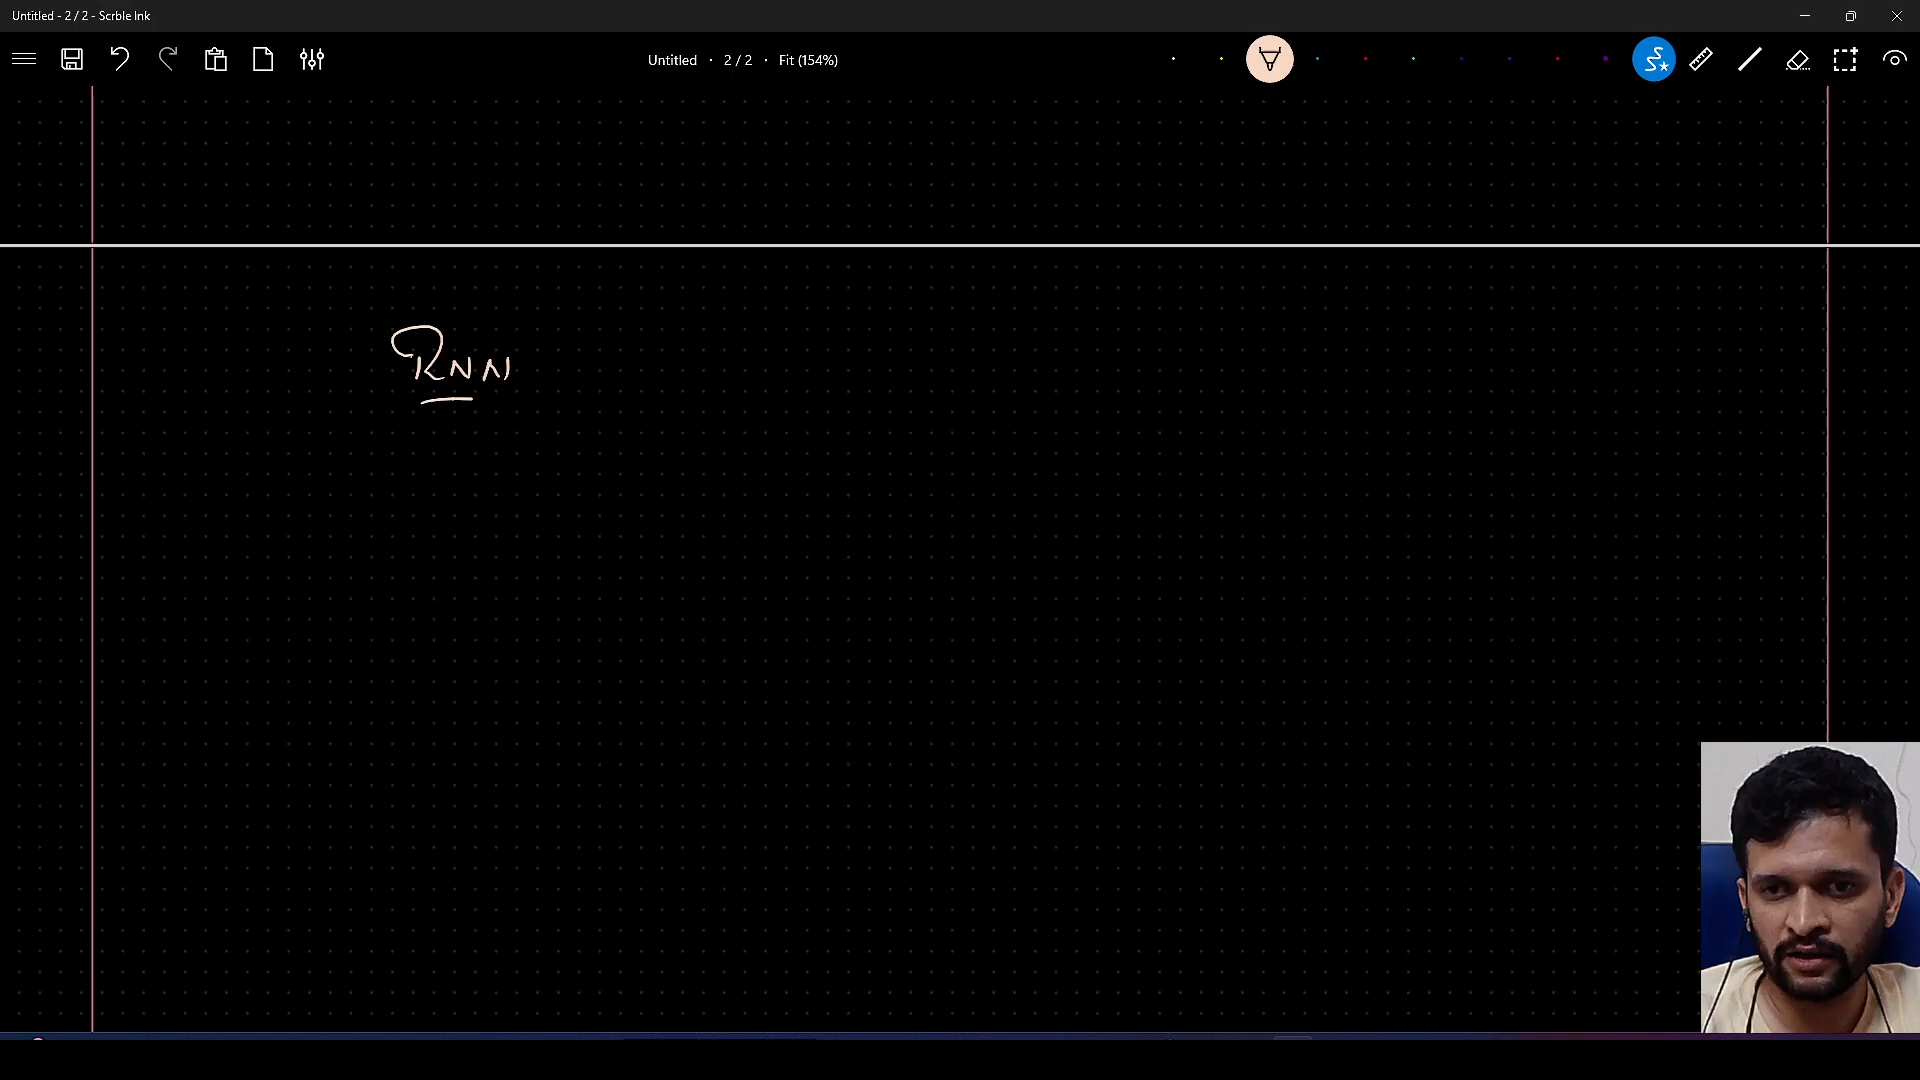 Untitled - 2 / 2 - Scrble Ink
Untitled · 2 / 2 · Fit (154%)
RNN